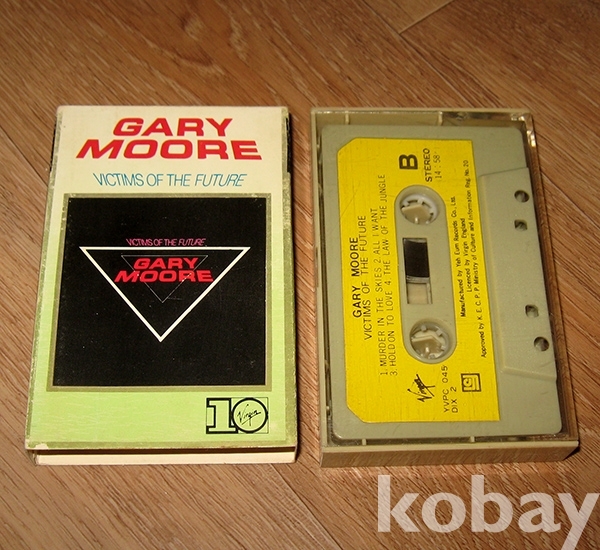 GARY
MOORE
VICTIMS OF THE FUTURE
VICTIMS OF THE FUTURE
GARY
MOORE
10
Virgin
B
STEREO
14:58
GARY MOORE
VICTIMS OF THE FUTURE
1. MURDER IN THE SKIES 2. ALL I WANT
3. HOLD ON TO LOVE 4. THE LAW OF THE JUNGLE
Manufactured by Yeh Eum Records Co., Ltd.
Licenced by Virgin England
Approved by K. E. C. P. P. Ministry of Culture and Information Reg. No. 20
Virgin
YVPC 045
DIX 2
kobay